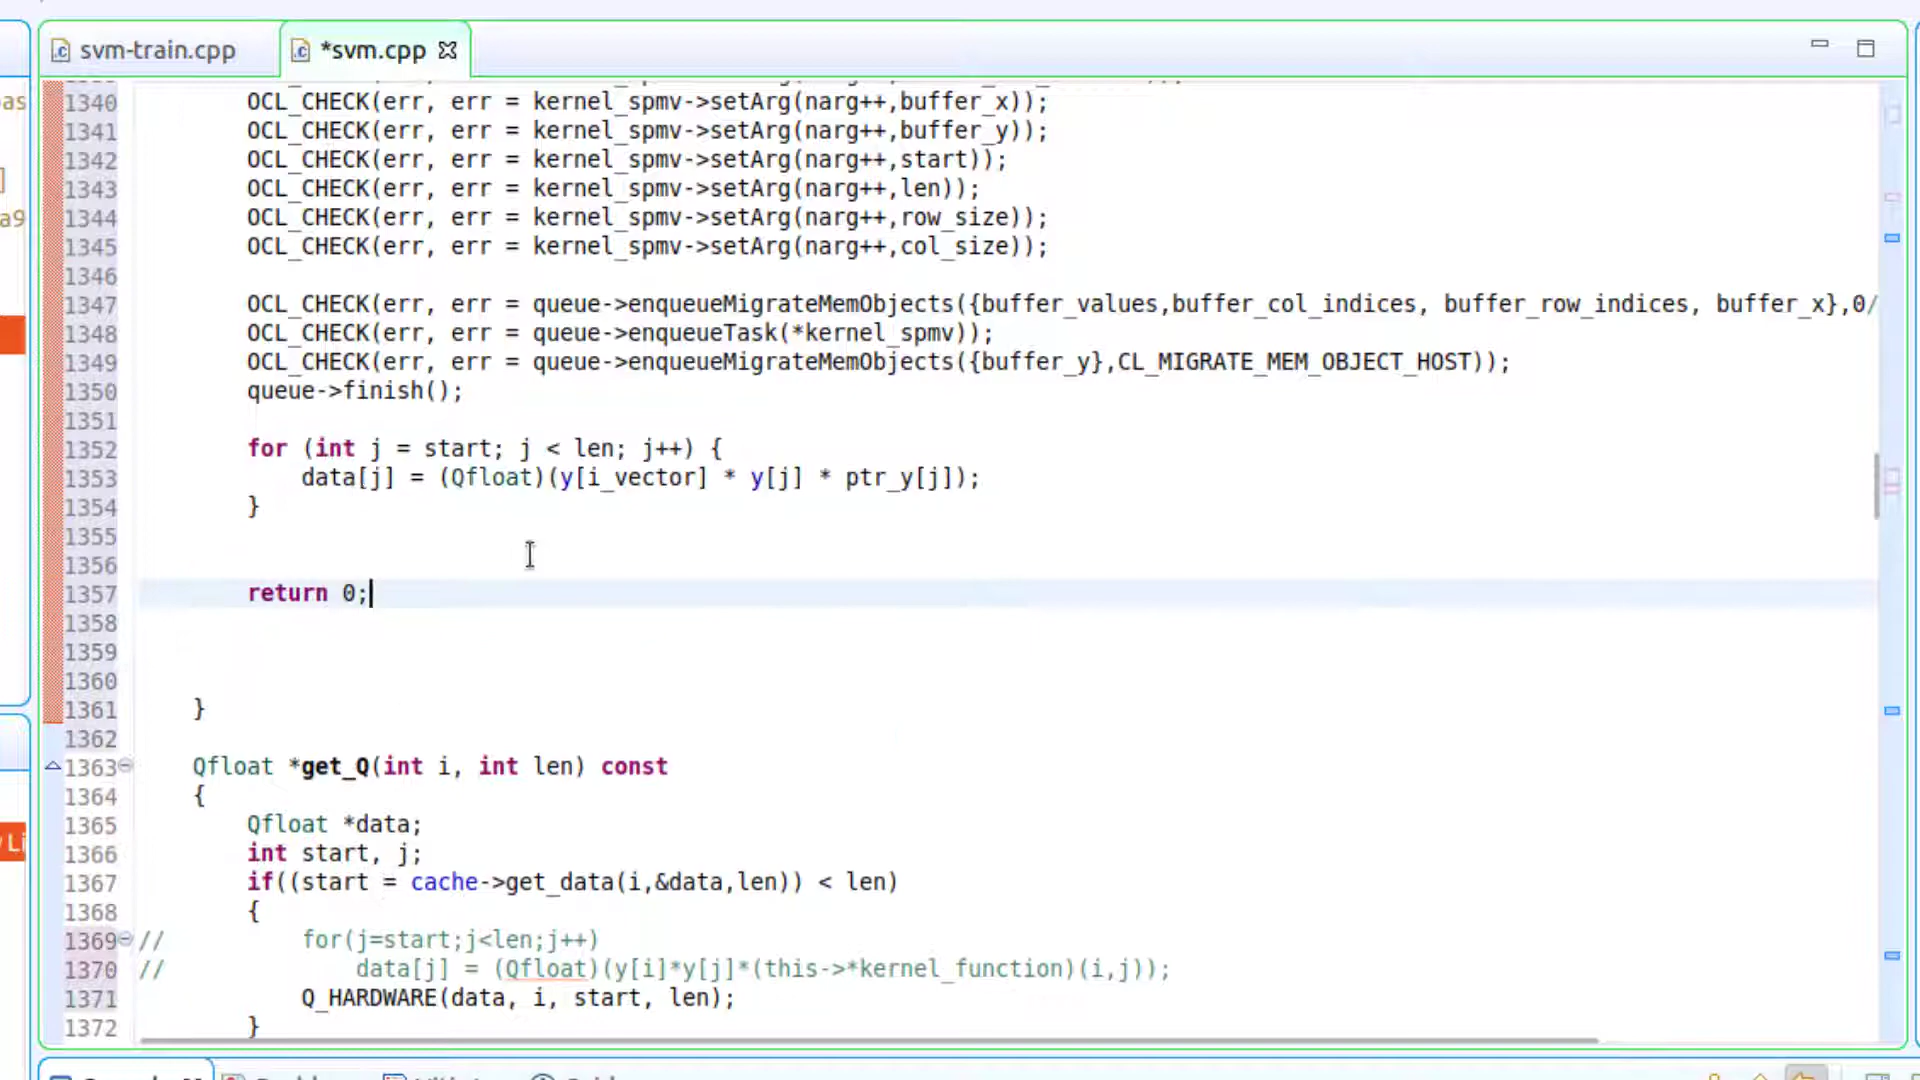 svm-train.cpp
*svm.cpp
1340 OCL_CHECK(err, err = kernel_spmv->setArg(narg++,buffer_x));
1341 OCL_CHECK(err, err = kernel_spmv->setArg(narg++,buffer_y));
1342 OCL_CHECK(err, err = kernel_spmv->setArg(narg++,start));
1343 OCL_CHECK(err, err = kernel_spmv->setArg(narg++,len));
1344 OCL_CHECK(err, err = kernel_spmv->setArg(narg++,row_size));
1345 OCL_CHECK(err, err = kernel_spmv->setArg(narg++,col_size));
1346
1347 OCL_CHECK(err, err = queue->enqueueMigrateMemObjects({buffer_values,buffer_col_indices, buffer_row_indices, buffer_x},0/
1348 OCL_CHECK(err, err = queue->enqueueTask(*kernel_spmv));
1349 OCL_CHECK(err, err = queue->enqueueMigrateMemObjects({buffer_y},CL_MIGRATE_MEM_OBJECT_HOST));
1350 queue->finish();
1351
1352 for (int j = start; j < len; j++) {
1353 data[j] = (Qfloat)(y[i_vector] * y[j] * ptr_y[j]);
1354 }
1355
1356
1357 return 0;
1358
1359
1360
1361 }
1362
1363 Qfloat *get_Q(int i, int len) const
1364 {
1365 Qfloat *data;
1366 int start, j;
1367 if((start = cache->get_data(i,&data,len)) < len)
1368 {
1369 // for(j=start;j<len;j++)
1370 // data[j] = (Qfloat)(y[i]*y[j]*(this->*kernel_function)(i,j));
1371 Q_HARDWARE(data, i, start, len);
1372 }